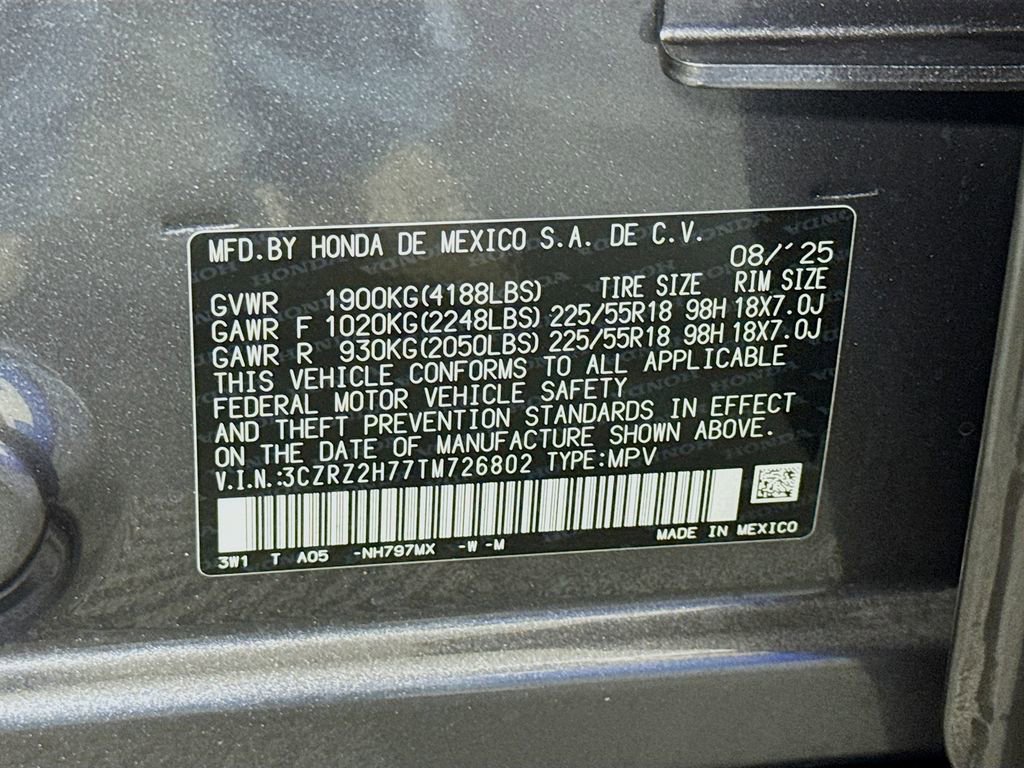 MFD.BY HONDA DE MEXICO S.A. DE C.V.
08/'25
GVWR 1900KG(4188LBS) TIRE SIZE RIM SIZE
GAWR F 1020KG(2248LBS) 225/55R18 98H 18X7.0J
GAWR R 930KG(2050LBS) 225/55R18 98H 18X7.0J
THIS VEHICLE CONFORMS TO ALL APPLICABLE
FEDERAL MOTOR VEHICLE SAFETY
AND THEFT PREVENTION STANDARDS IN EFFECT
ON THE DATE OF MANUFACTURE SHOWN ABOVE.
V.I.N.:3CZRZ2H77TM726802 TYPE:MPV
3W1 T A05 -NH797MX -W -M
MADE IN MEXICO